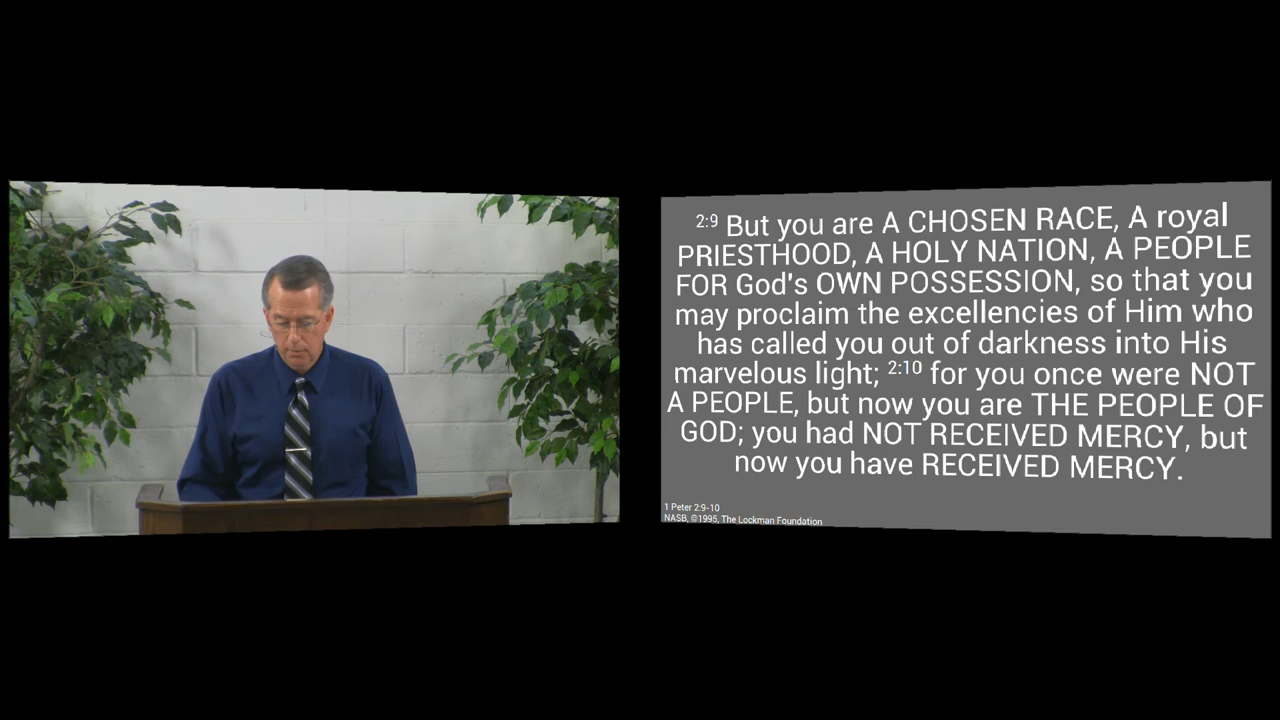 2:9 But you are A CHOSEN RACE, A royal
PRIESTHOOD, A HOLY NATION, A PEOPLE
FOR God's OWN POSSESSION, so that you
may proclaim the excellencies of Him who
has called you out of darkness into His
marvelous light; 2:10 for you once were NOT
A PEOPLE, but now you are THE PEOPLE OF
GOD; you had NOT RECEIVED MERCY, but
now you have RECEIVED MERCY.
1 Peter 2:9-10
NASB, ©1995, The Lockman Foundation